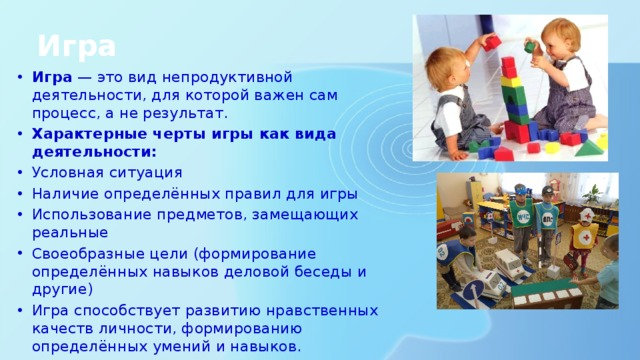 Игра
• Игра — это вид непродуктивной
деятельности, для которой важен сам
процесс, а не результат.
• Характерные черты игры как вида
деятельности:
• Условная ситуация
• Наличие определённых правил для игры
• Использование предметов, замещающих
реальные
• Своеобразные цели (формирование
определённых навыков деловой беседы и
другие)
• Игра способствует развитию нравственных
качеств личности, формированию
определённых умений и навыков.